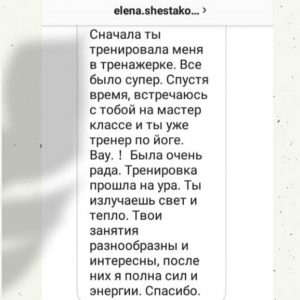 elena.shestako... >
Сначала ты
тренировала меня
в тренажерке. Все
было супер. Спустя
время, встречаюсь
с тобой на мастер
классе и ты уже
тренер по йоге.
Вау. ! Была очень
рада. Тренировка
прошла на ура. Ты
излучаешь свет и
тепло. Твои
занятия
разнообразны и
интересны, после
них я полна сил и
энергии. Спасибо.